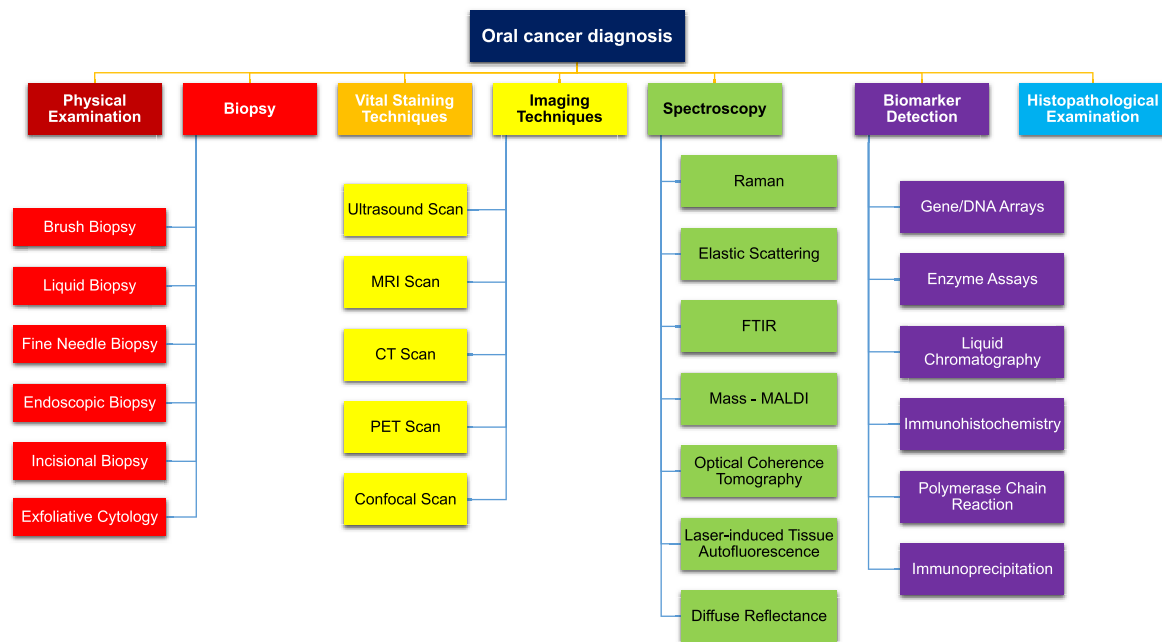 Oral cancer diagnosis
Physical
Examination
Biopsy
Vital Staining
Techniques
Imaging
Techniques
Spectroscopy
Biomarker
Detection
Histopathological
Examination
Brush Biopsy
Liquid Biopsy
Fine Needle Biopsy
Endoscopic Biopsy
Incisional Biopsy
Exfoliative Cytology
Ultrasound Scan
MRI Scan
CT Scan
PET Scan
Confocal Scan
Raman
Elastic Scattering
FTIR
Mass - MALDI
Optical Coherence
Tomography
Laser-induced Tissue
Autofluorescence
Diffuse Reflectance
Gene/DNA Arrays
Enzyme Assays
Liquid
Chromatography
Immunohistochemistry
Polymerase Chain
Reaction
Immunoprecipitation